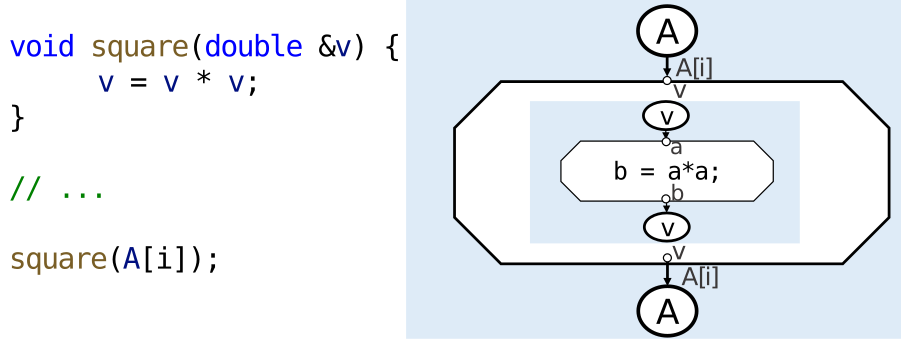 void square(double &v) {
v = v * v;
}
// ...
square(A[i]);
A
A[i]
v
v
a
b = a*a;
b
v
v
A[i]
A